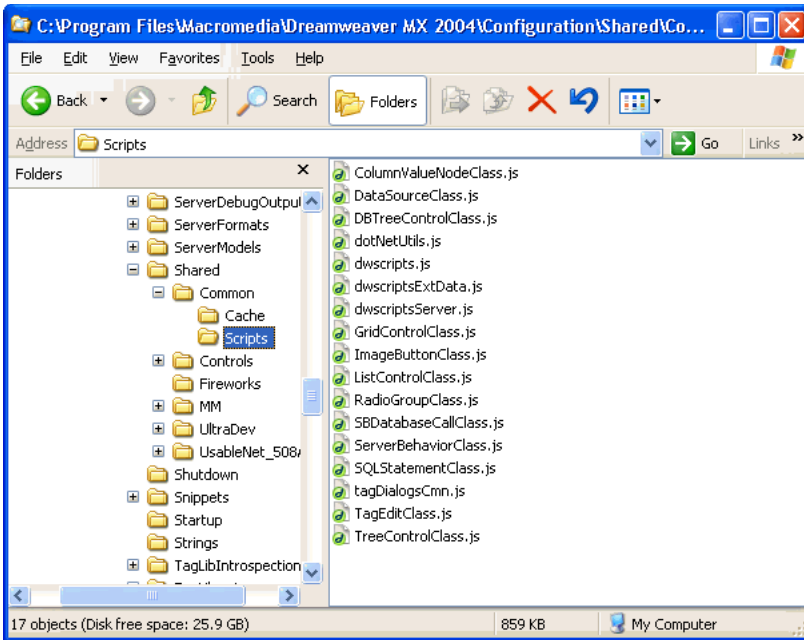 C:\Program Files\Macromedia\Dreamweaver MX 2004\Configuration\Shared\Co...
File Edit View Favorites Tools Help
Back Search Folders
Address Scripts Go Links »
Folders x
ServerDebugOutpu
ServerFormats
ServerModels
Shared
Common
Cache
Scripts
Controls
Fireworks
MM
UltraDev
UsableNet_508
Shutdown
Snippets
Startup
Strings
TagLibIntrospection
ColumnValueNodeClass.js
DataSourceClass.js
DBTreeControlClass.js
dotNetUtils.js
dwscripts.js
dwscriptsExtData.js
dwscriptsServer.js
GridControlClass.js
ImageButtonClass.js
ListControlClass.js
RadioGroupClass.js
SBDatabaseCallClass.js
ServerBehaviorClass.js
SQLStatementClass.js
tagDialogsCmn.js
TagEditClass.js
TreeControlClass.js
17 objects (Disk free space: 25.9 GB) 859 KB My Computer